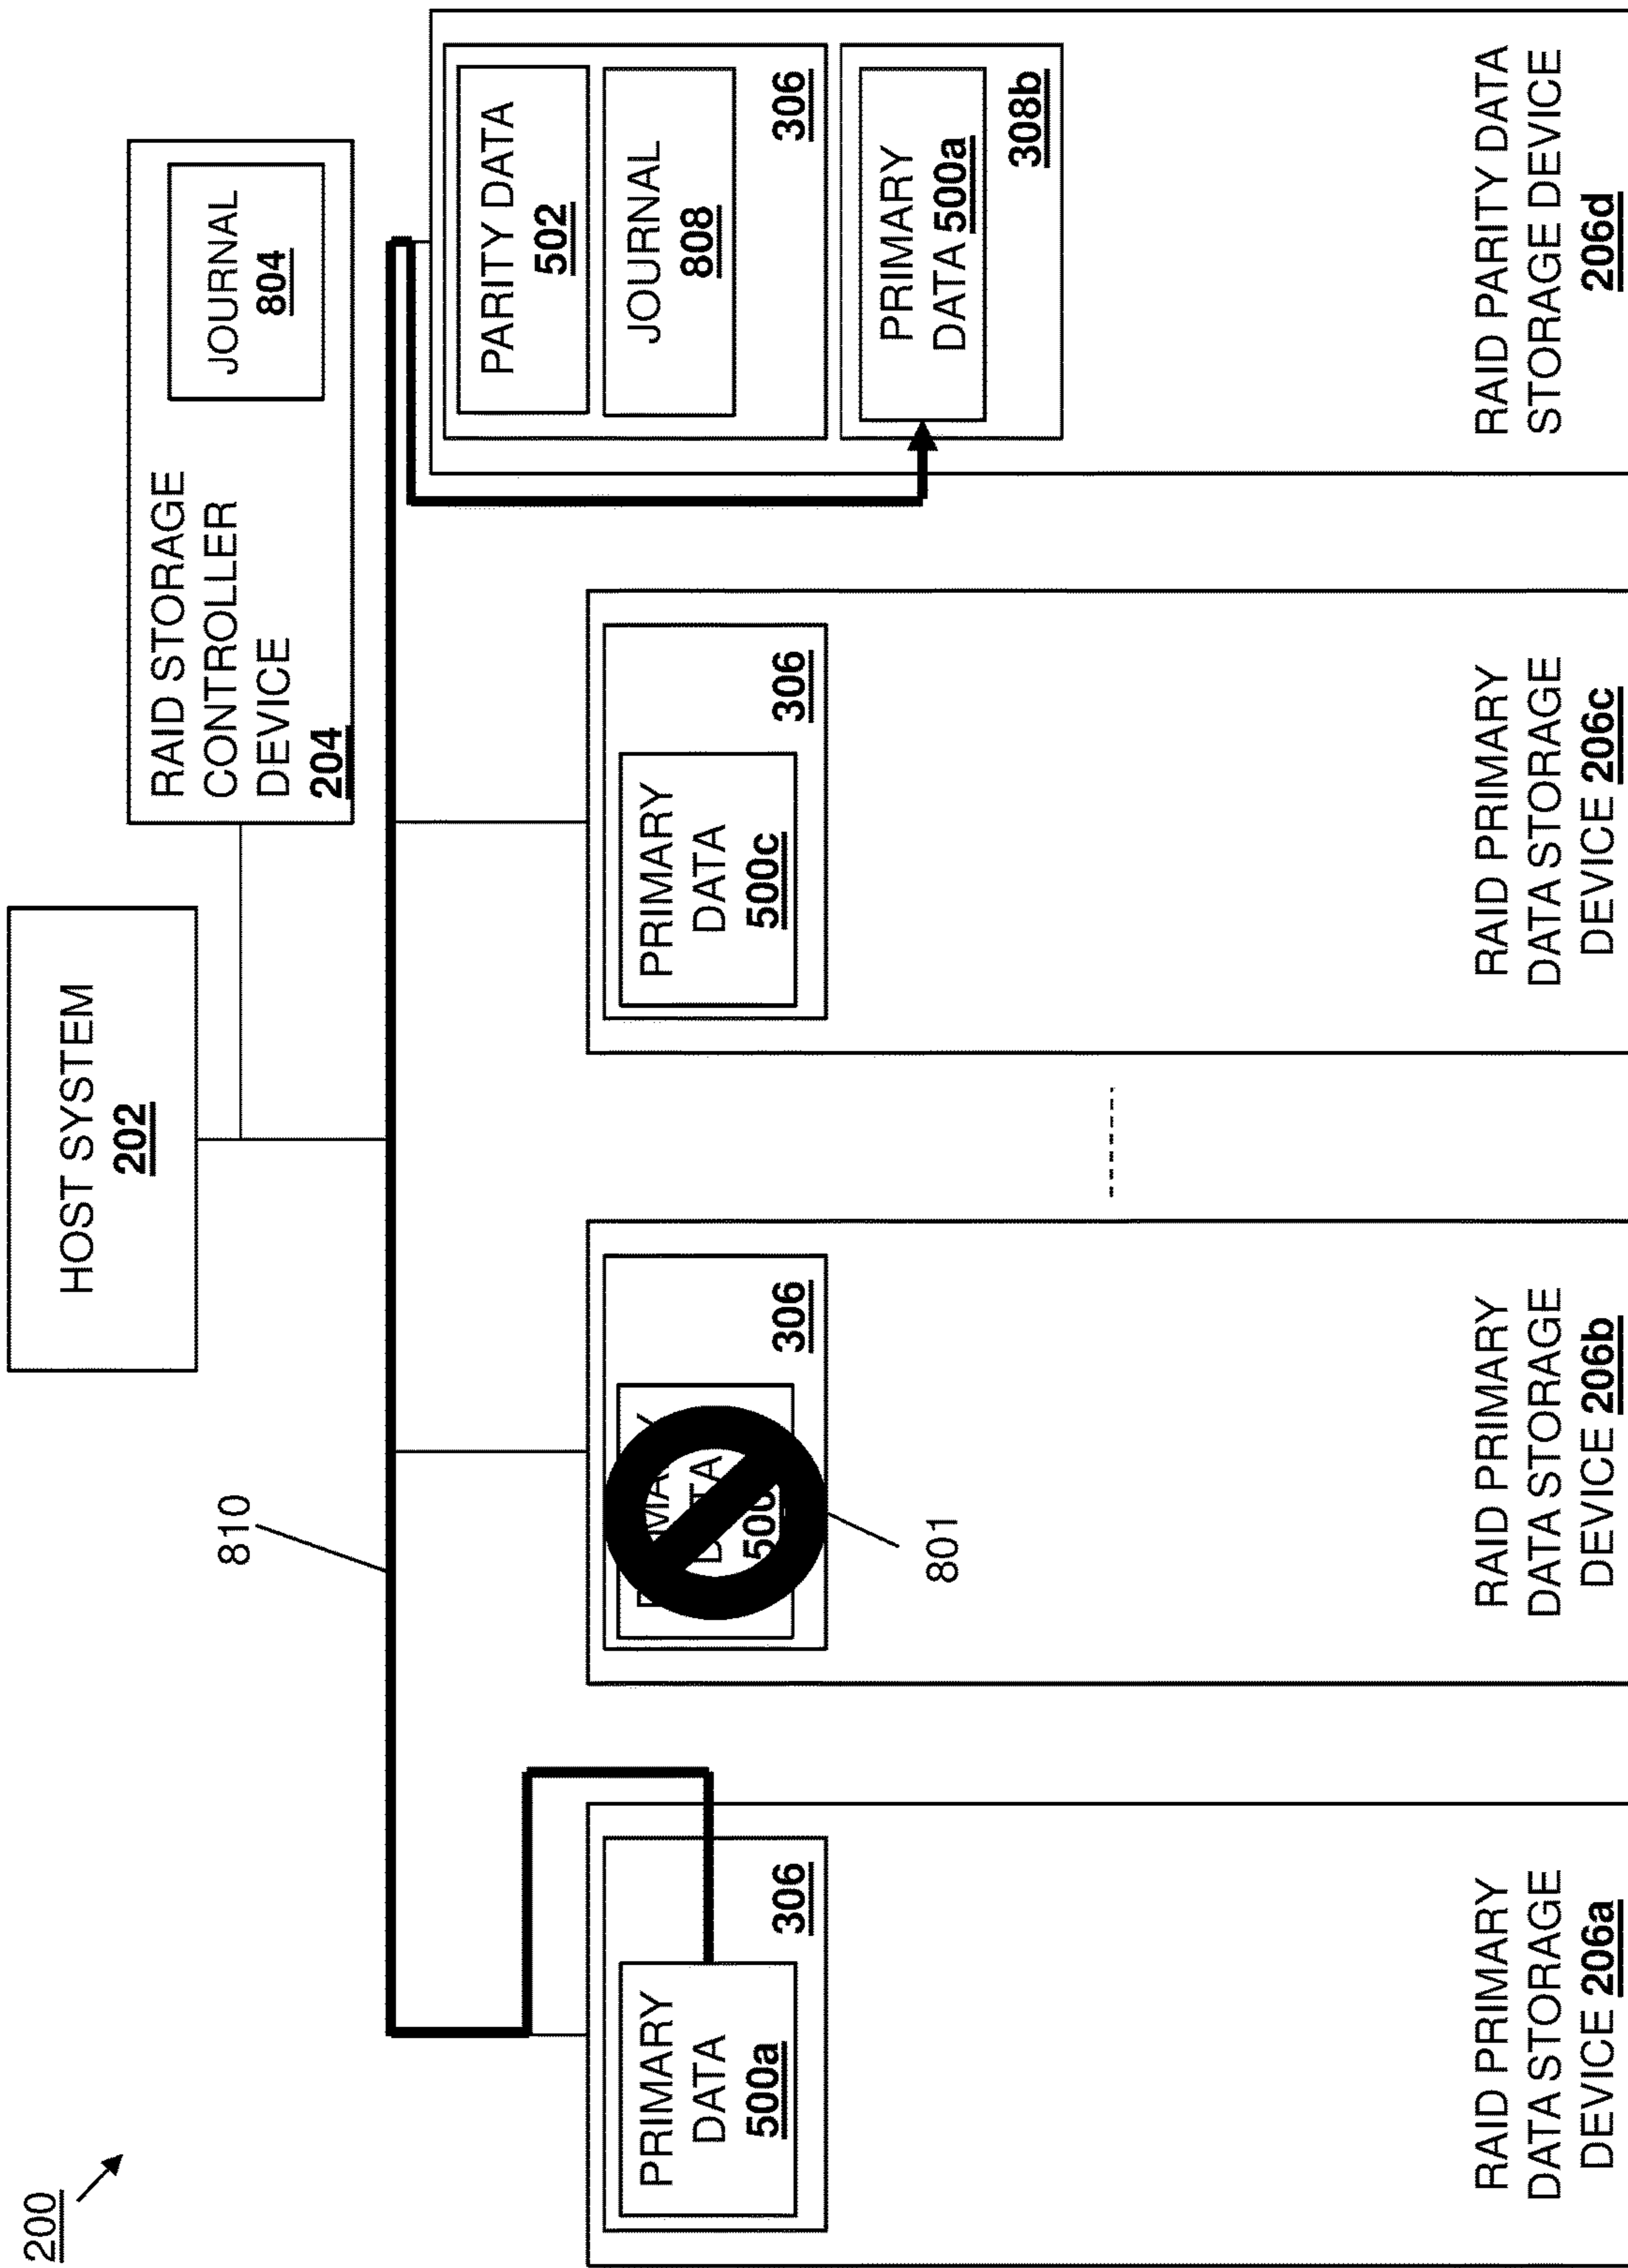 200
HOST SYSTEM
202
RAID STORAGE
CONTROLLER
DEVICE
204
JOURNAL
804
810
PRIMARY
DATA
500a
306
RAID PRIMARY
DATA STORAGE
DEVICE 206a
306
801
RAID PRIMARY
DATA STORAGE
DEVICE 206b
PRIMARY
DATA
500c
306
RAID PRIMARY
DATA STORAGE
DEVICE 206c
PARITY DATA
502
JOURNAL
808
306
PRIMARY
DATA 500a
308b
RAID PARITY DATA
STORAGE DEVICE
206d